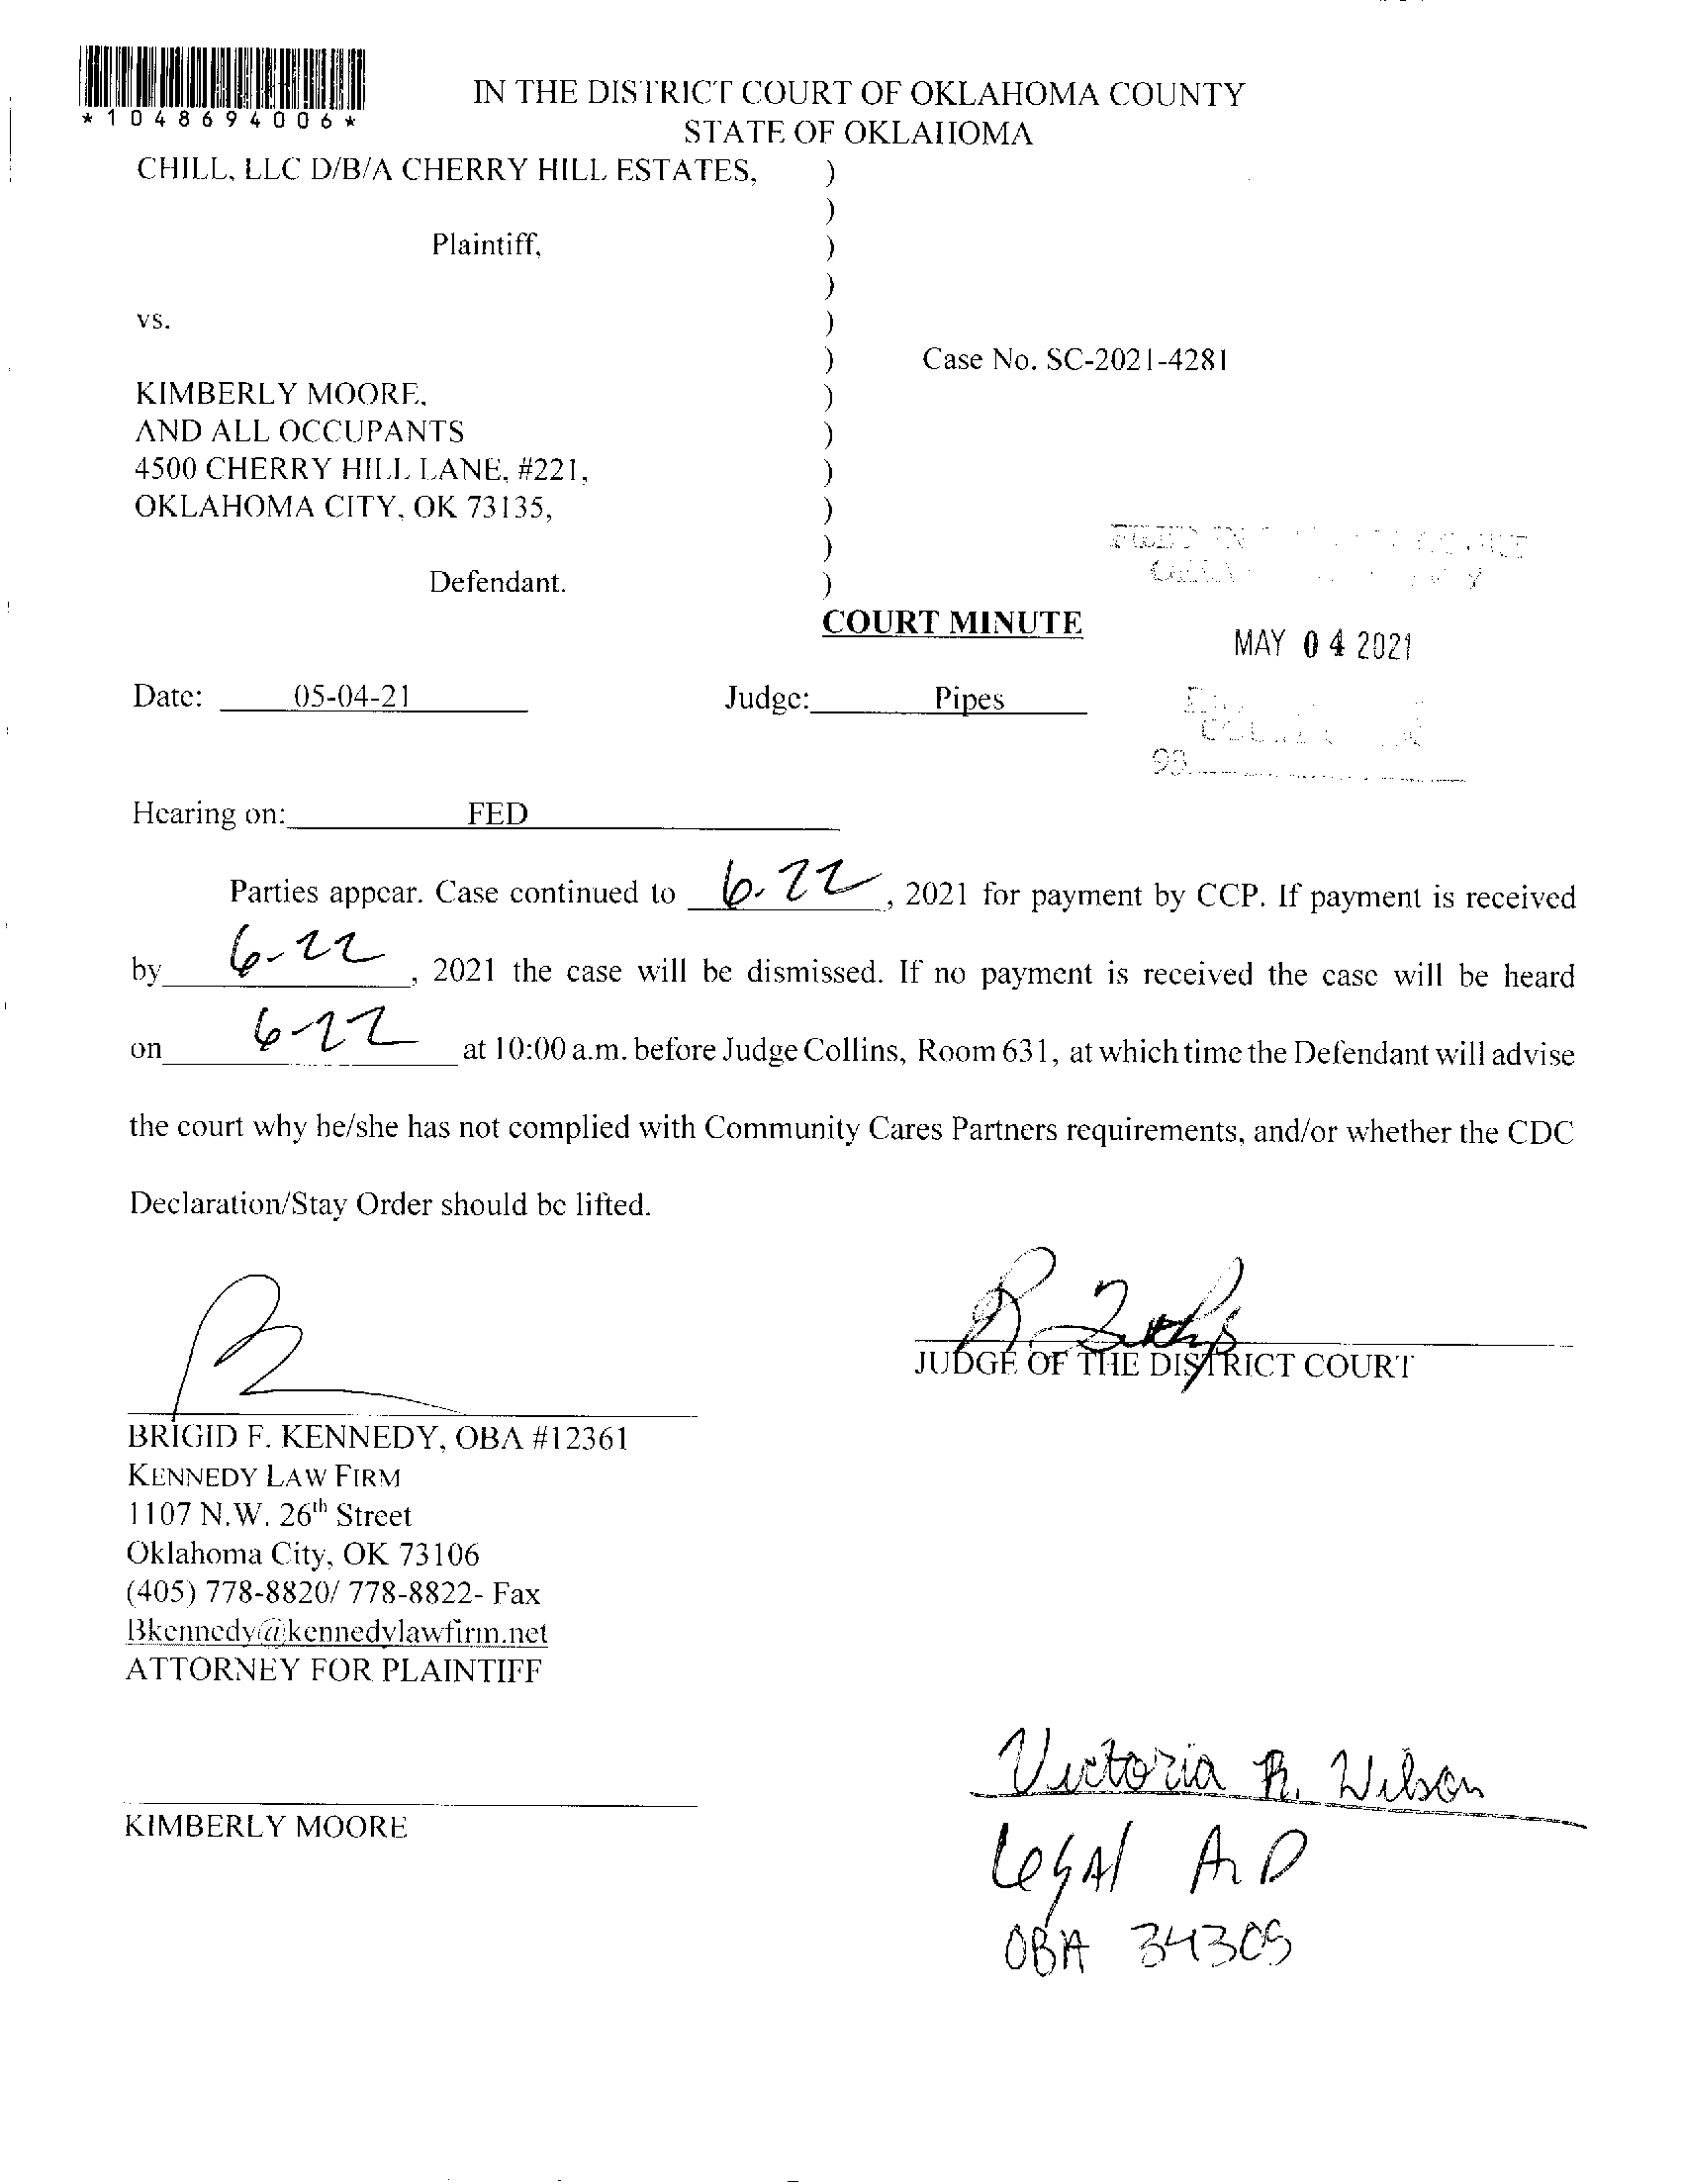 *1048694006*
IN THE DISTRICT COURT OF OKLAHOMA COUNTY
STATE OF OKLAHOMA
CHILL, LLC D/B/A CHERRY HILL ESTATES, )
)
Plaintiff, )
)
vs. )
) Case No. SC-2021-4281
KIMBERLY MOORE, )
AND ALL OCCUPANTS )
4500 CHERRY HILL LANE, #221, )
OKLAHOMA CITY, OK 73135, )
)
Defendant. )
FILED IN
COURT MINUTE
MAY 04 2021
Date: 05-04-21 Judge: Pipes
98
Hearing on: FED
Parties appear. Case continued to 6-22, 2021 for payment by CCP. If payment is received
by 6-22, 2021 the case will be dismissed. If no payment is received the case will be heard
on 6-22 at 10:00 a.m. before Judge Collins, Room 631, at which time the Defendant will advise
the court why he/she has not complied with Community Cares Partners requirements, and/or whether the CDC
Declaration/Stay Order should be lifted.
JUDGE OF THE DISTRICT COURT
BRIGID F. KENNEDY, OBA #12361
KENNEDY LAW FIRM
1107 N.W. 26th Street
Oklahoma City, OK 73106
(405) 778-8820/ 778-8822- Fax
Bkennedy@kennedylawfirm.net
ATTORNEY FOR PLAINTIFF
Victoria R. Wilson
KIMBERLY MOORE
Legal AiD
OBA 34305